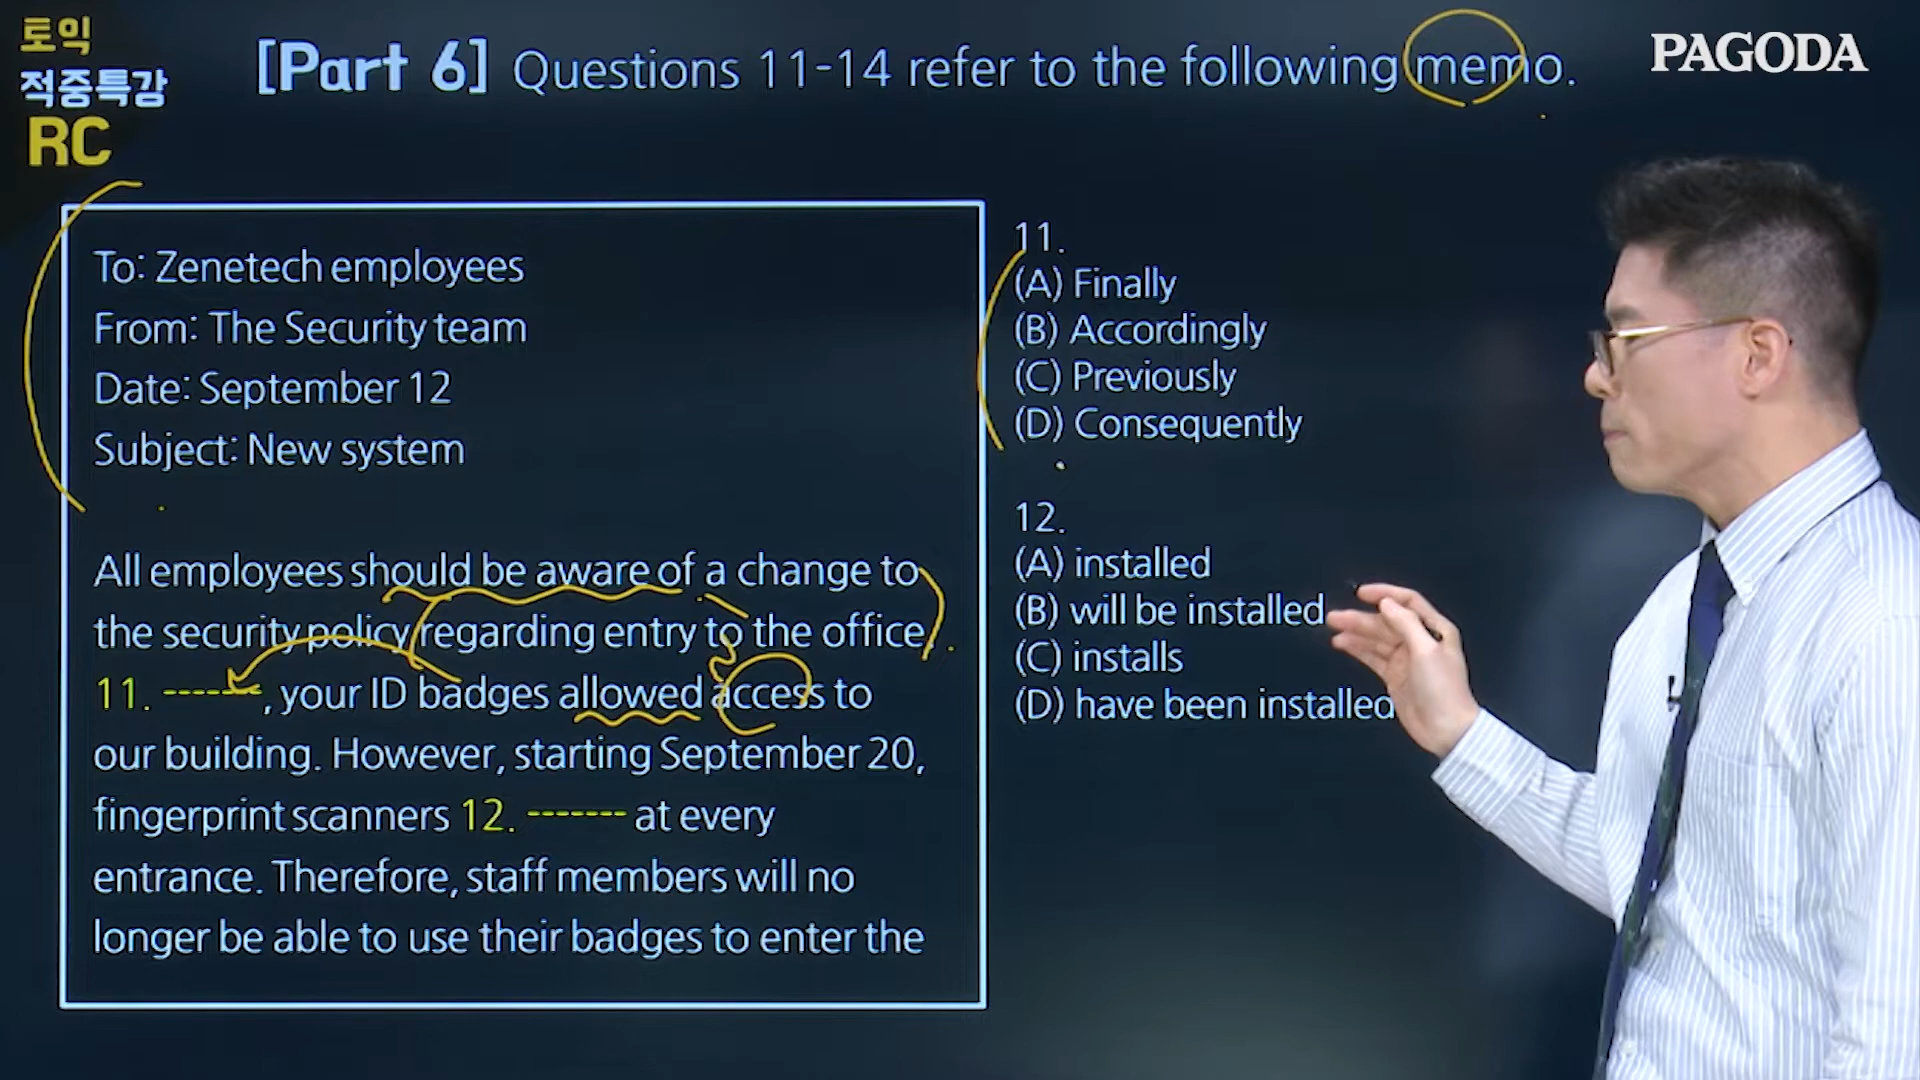 토익
적중특강
RC
[Part 6] Questions 11-14 refer to the following memo.
PAGODA
To: Zenetech employees
From: The Security team
Date: September 12
Subject: New system
All employees should be aware of a change to
the security policy regarding entry to the office.
11. -------, your ID badges allowed access to
our building. However, starting September 20,
fingerprint scanners 12. ------- at every
entrance. Therefore, staff members will no
longer be able to use their badges to enter the
11.
(A) Finally
(B) Accordingly
(C) Previously
(D) Consequently
12.
(A) installed
(B) will be installed
(C) installs
(D) have been installed